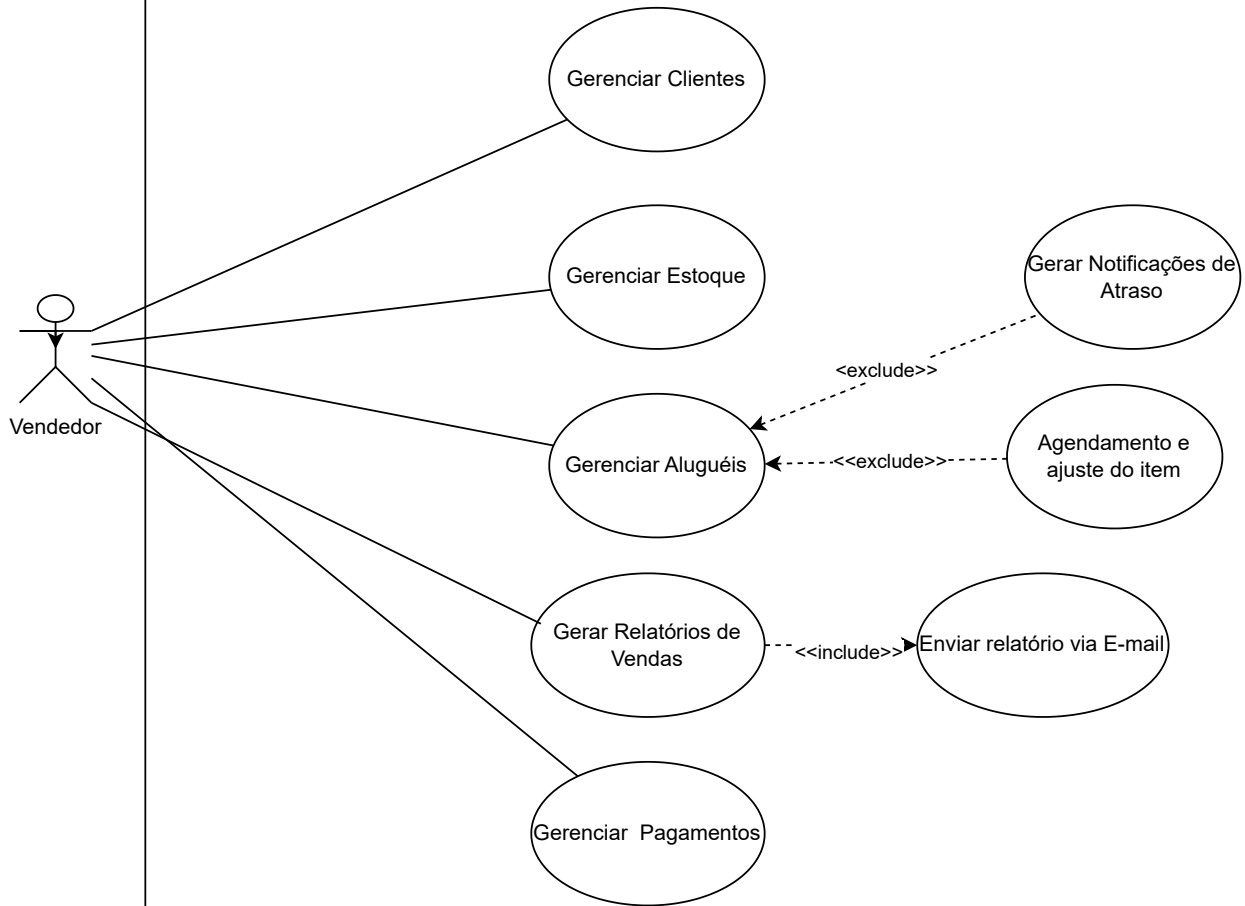 Gerenciar Clientes
Gerenciar Estoque
Gerar Notificações de
Atraso
<exclude>>
Vendedor
Gerenciar Aluguéis
<<exclude>>
Agendamento e
ajuste do item
Gerar Relatórios de
Vendas
<<include>>
Enviar relatório via E-mail
Gerenciar  Pagamentos